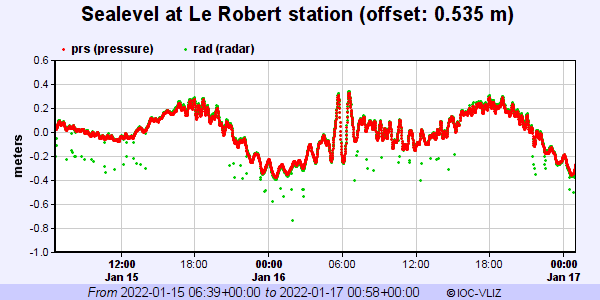 Sealevel at Le Robert station (offset: 0.535 m)
prs (pressure) rad (radar)
0.6
0.4
0.2
0.0
-0.2
-0.4
-0.6
-0.8
-1.0
meters
12:00 18:00 00:00 06:00 12:00 18:00 00:00
Jan 15 Jan 16 Jan 17
From 2022-01-15 06:39+00:00 to 2022-01-17 00:58+00:00 © IOC-VLIZ